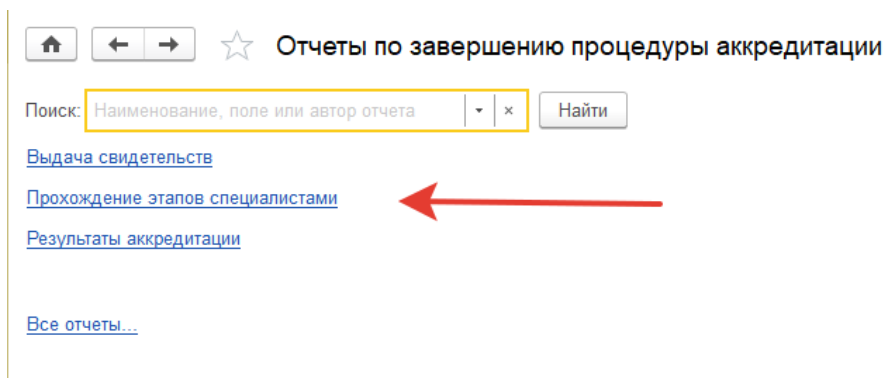 Отчеты по завершению процедуры аккредитации
Поиск: Наименование, поле или автор отчета Найти
Выдача свидетельств
Прохождение этапов специалистами
Результаты аккредитации
Все отчеты...